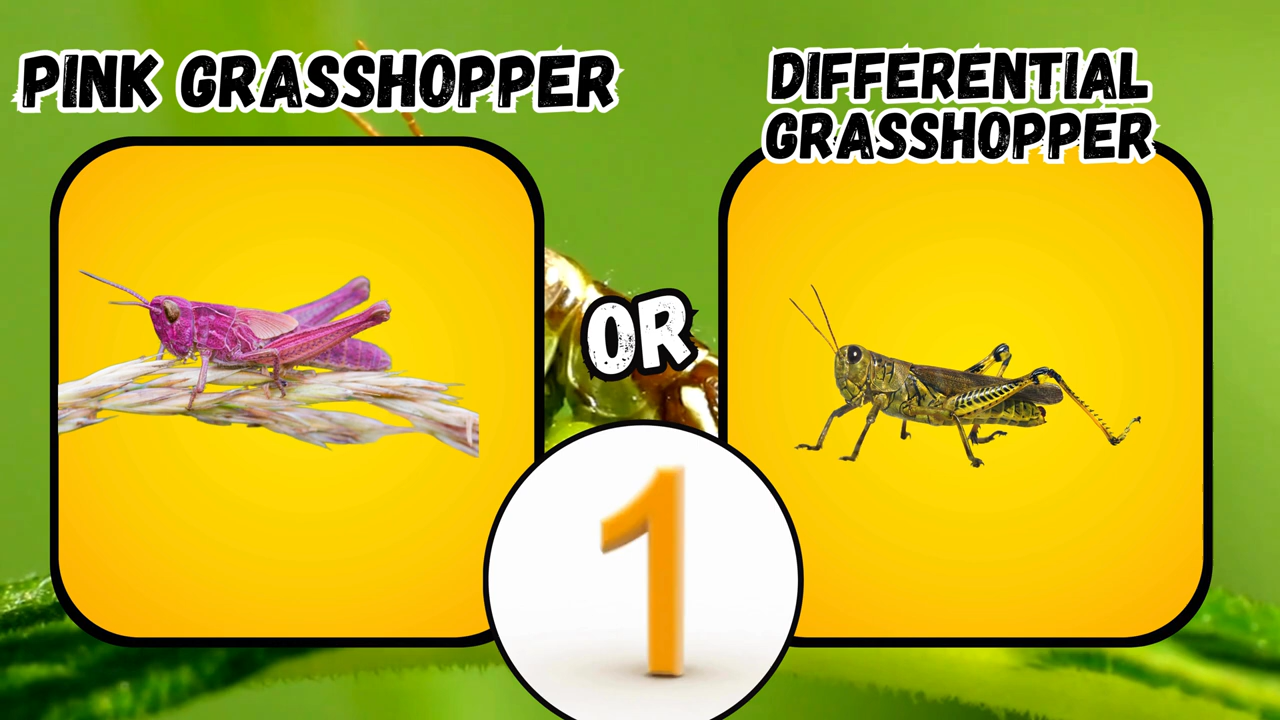 PINK GRASSHOPPER
DIFFERENTIAL
GRASSHOPPER
OR
1